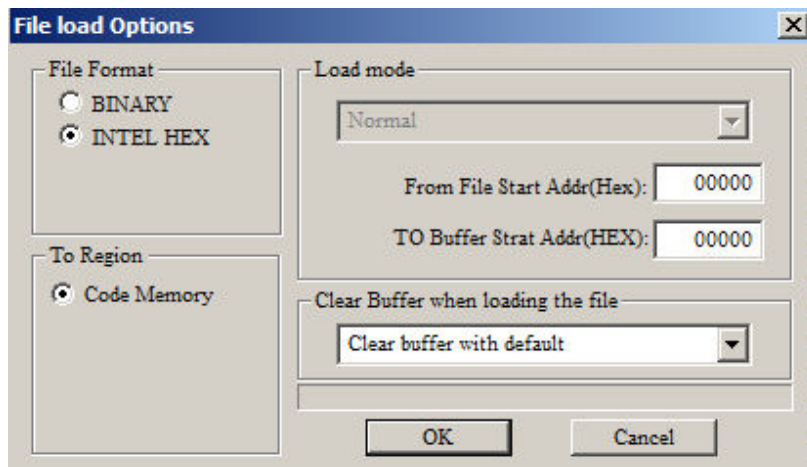 File load Options
File Format
BINARY
INTEL HEX
To Region
Code Memory
Load mode
Normal
From File Start Addr(Hex): 00000
TO Buffer Strat Addr(HEX): 00000
Clear Buffer when loading the file
Clear buffer with default
OK Cancel